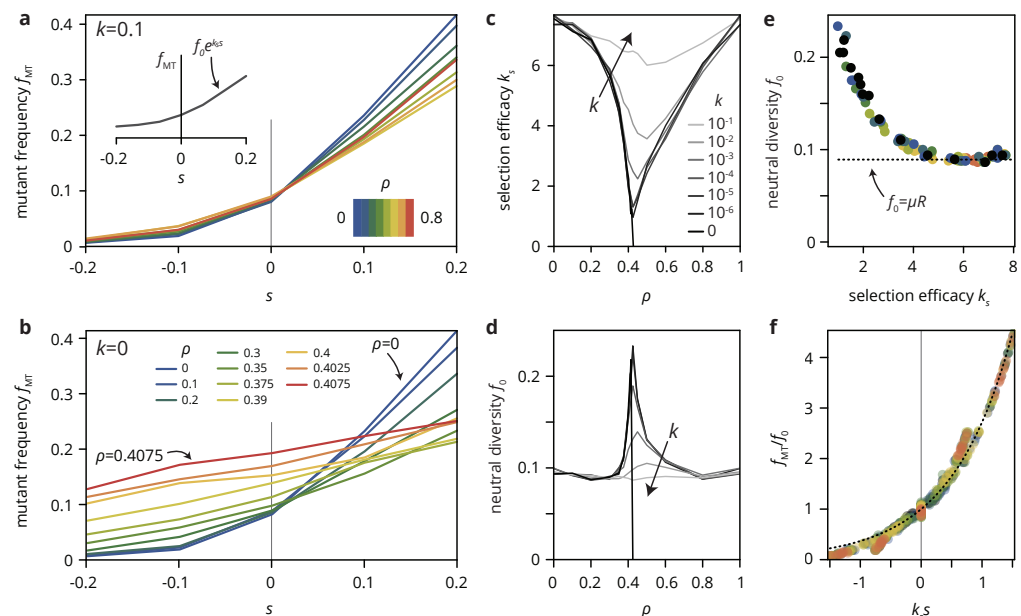 a
k=0.1
mutant frequency f_MT
0.4
0.3
0.2
0.1
0
f_MT
f_0e^{k_s s}
-0.2 0 0.2
s
ρ
0 0.8
-0.2 -0.1 0 0.1 0.2
s
b
k=0
mutant frequency f_MT
0.4
0.3
0.2
0.1
0
ρ
0 0.3 0.4
0.1 0.35 0.4025
0.2 0.375 0.4075
0.39
ρ=0
ρ=0.4075
-0.2 -0.1 0 0.1 0.2
s
c
selection efficacy k_s
6
4
2
0
k
k
10^-1
10^-2
10^-3
10^-4
10^-5
10^-6
0
0 0.2 0.4 0.6 0.8 1
ρ
d
neutral diversity f_0
0.2
0.1
0
k
0 0.2 0.4 0.6 0.8 1
ρ
e
neutral diversity f_0
0.2
0.1
0
f_0=μR
2 4 6 8
selection efficacy k_s
f
f_MT/f_0
4
3
2
1
0
-1 0 1
k_s s